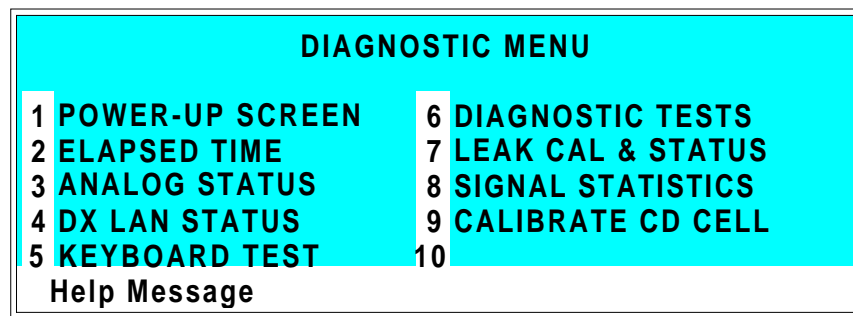 DIAGNOSTIC MENU
1 POWER-UP SCREEN
2 ELAPSED TIME
3 ANALOG STATUS
4 DX LAN STATUS
5 KEYBOARD TEST
6 DIAGNOSTIC TESTS
7 LEAK CAL & STATUS
8 SIGNAL STATISTICS
9 CALIBRATE CD CELL
10
Help Message